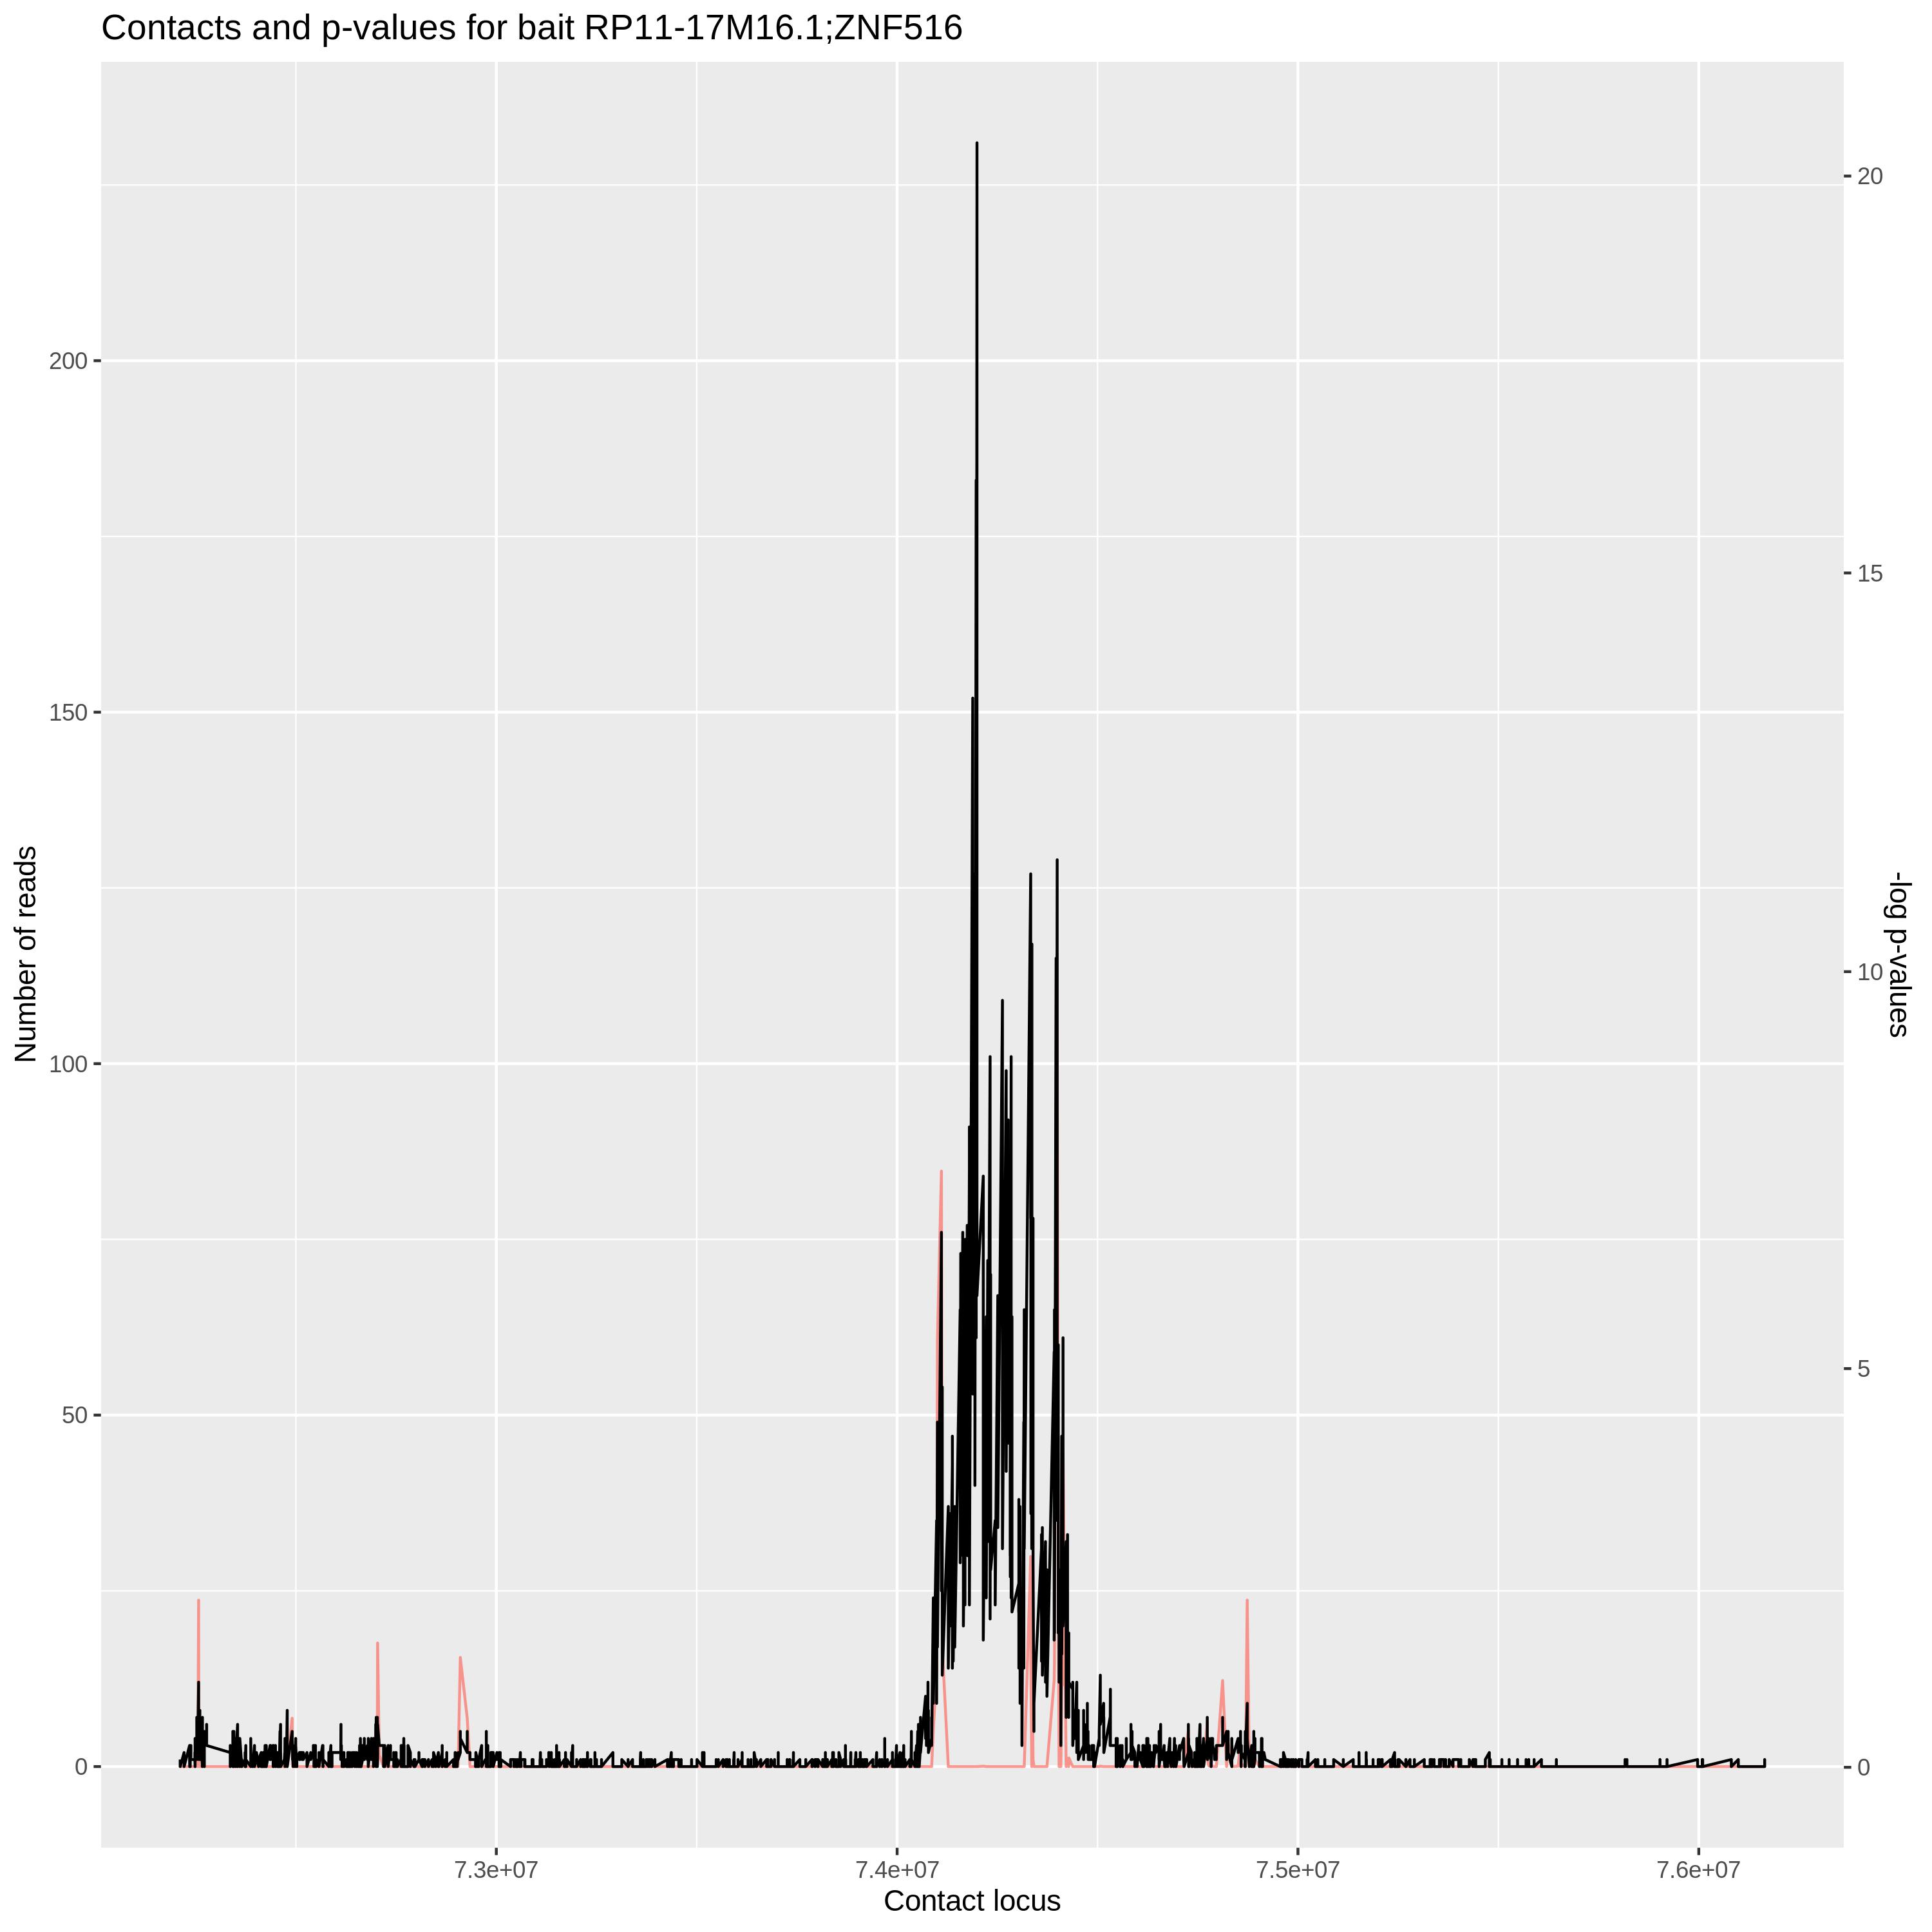 Contacts and p-values for bait RP11-17M16.1;ZNF516
Number of reads
200
150
100
50
0
20
15
10
5
0
-log p-values
7.3e+07 7.4e+07 7.5e+07 7.6e+07
Contact locus